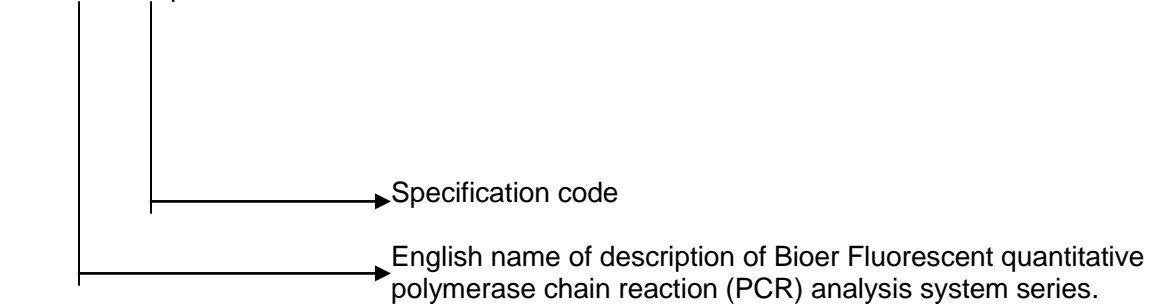 Specification code
English name of description of Bioer Fluorescent quantitative
polymerase chain reaction (PCR) analysis system series.